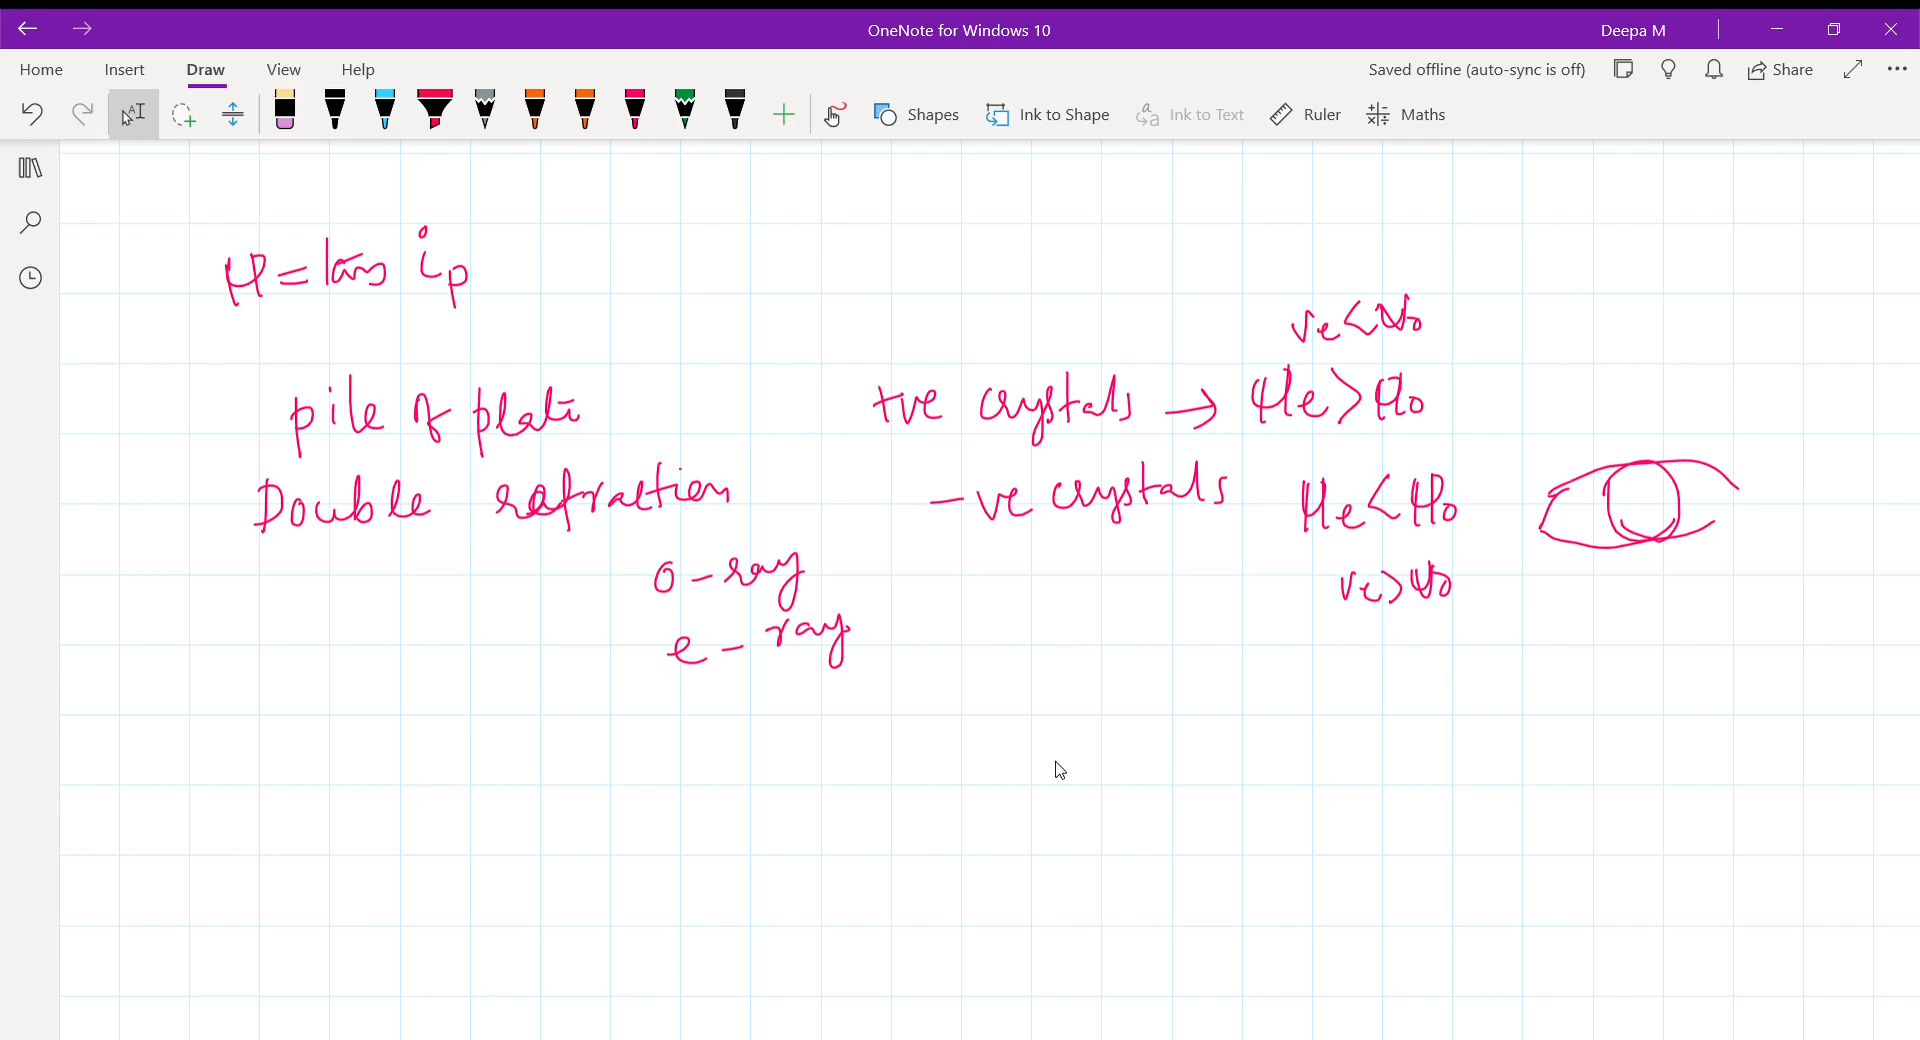 OneNote for Windows 10
Deepa M
Home Insert Draw View Help
Saved offline (auto-sync is off)
Share
Shapes
Ink to Shape
Ink to Text
Ruler
Maths
μ = tan ip
ve < vo
pile of plate
+ve crystals → μe > μo
Double refraction
-ve crystals μe < μo
o - ray
ve > vo
e - ray